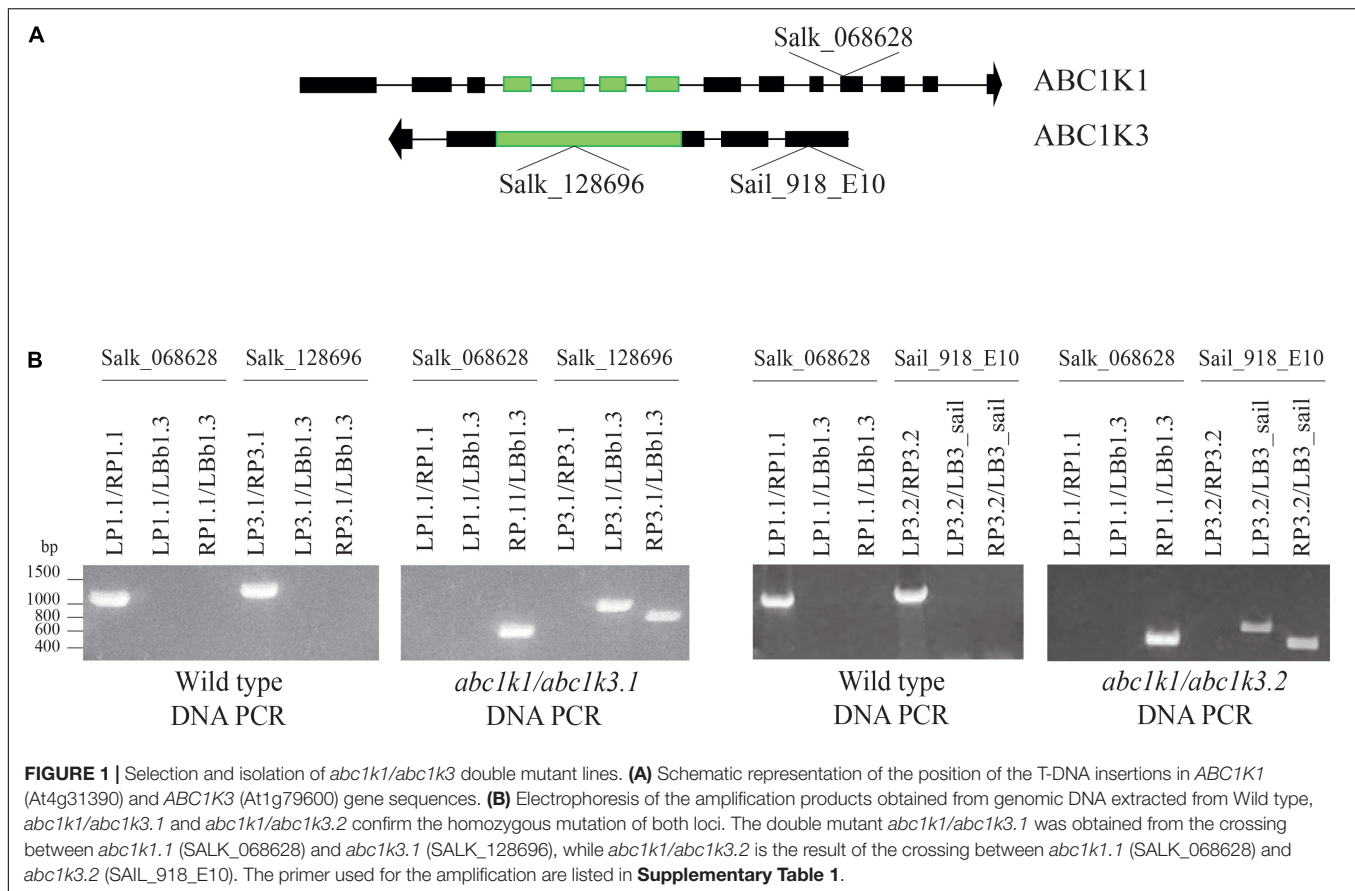 A
Salk_068628
ABC1K1
ABC1K3
Salk_128696
Sail_918_E10
B
Salk_068628
Salk_128696
Salk_068628
Salk_128696
Salk_068628
Sail_918_E10
Salk_068628
Sail_918_E10
LP1.1/RP1.1
LP1.1/LBb1.3
RP1.1/LBb1.3
LP3.1/RP3.1
LP3.1/LBb1.3
RP3.1/LBb1.3
LP1.1/RP1.1
LP1.1/LBb1.3
RP.11/LBb1.3
LP3.1/RP3.1
LP3.1/LBb1.3
RP3.1/LBb1.3
LP1.1/RP1.1
LP1.1/LBb1.3
RP1.1/LBb1.3
LP3.2/RP3.2
LP3.2/LB3_sail
RP3.2/LB3_sail
LP1.1/RP1.1
LP1.1/LBb1.3
RP1.1/LBb1.3
LP3.2/RP3.2
LP3.2/LB3_sail
RP3.2/LB3_sail
bp
1500
1000
800
600
400
Wild type
DNA PCR
abc1k1/abc1k3.1
DNA PCR
Wild type
DNA PCR
abc1k1/abc1k3.2
DNA PCR
FIGURE 1 | Selection and isolation of abc1k1/abc1k3 double mutant lines. (A) Schematic representation of the position of the T-DNA insertions in ABC1K1
(At4g31390) and ABC1K3 (At1g79600) gene sequences. (B) Electrophoresis of the amplification products obtained from genomic DNA extracted from Wild type,
abc1k1/abc1k3.1 and abc1k1/abc1k3.2 confirm the homozygous mutation of both loci. The double mutant abc1k1/abc1k3.1 was obtained from the crossing
between abc1k1.1 (SALK_068628) and abc1k3.1 (SALK_128696), while abc1k1/abc1k3.2 is the result of the crossing between abc1k1.1 (SALK_068628) and
abc1k3.2 (SAIL_918_E10). The primer used for the amplification are listed in Supplementary Table 1.